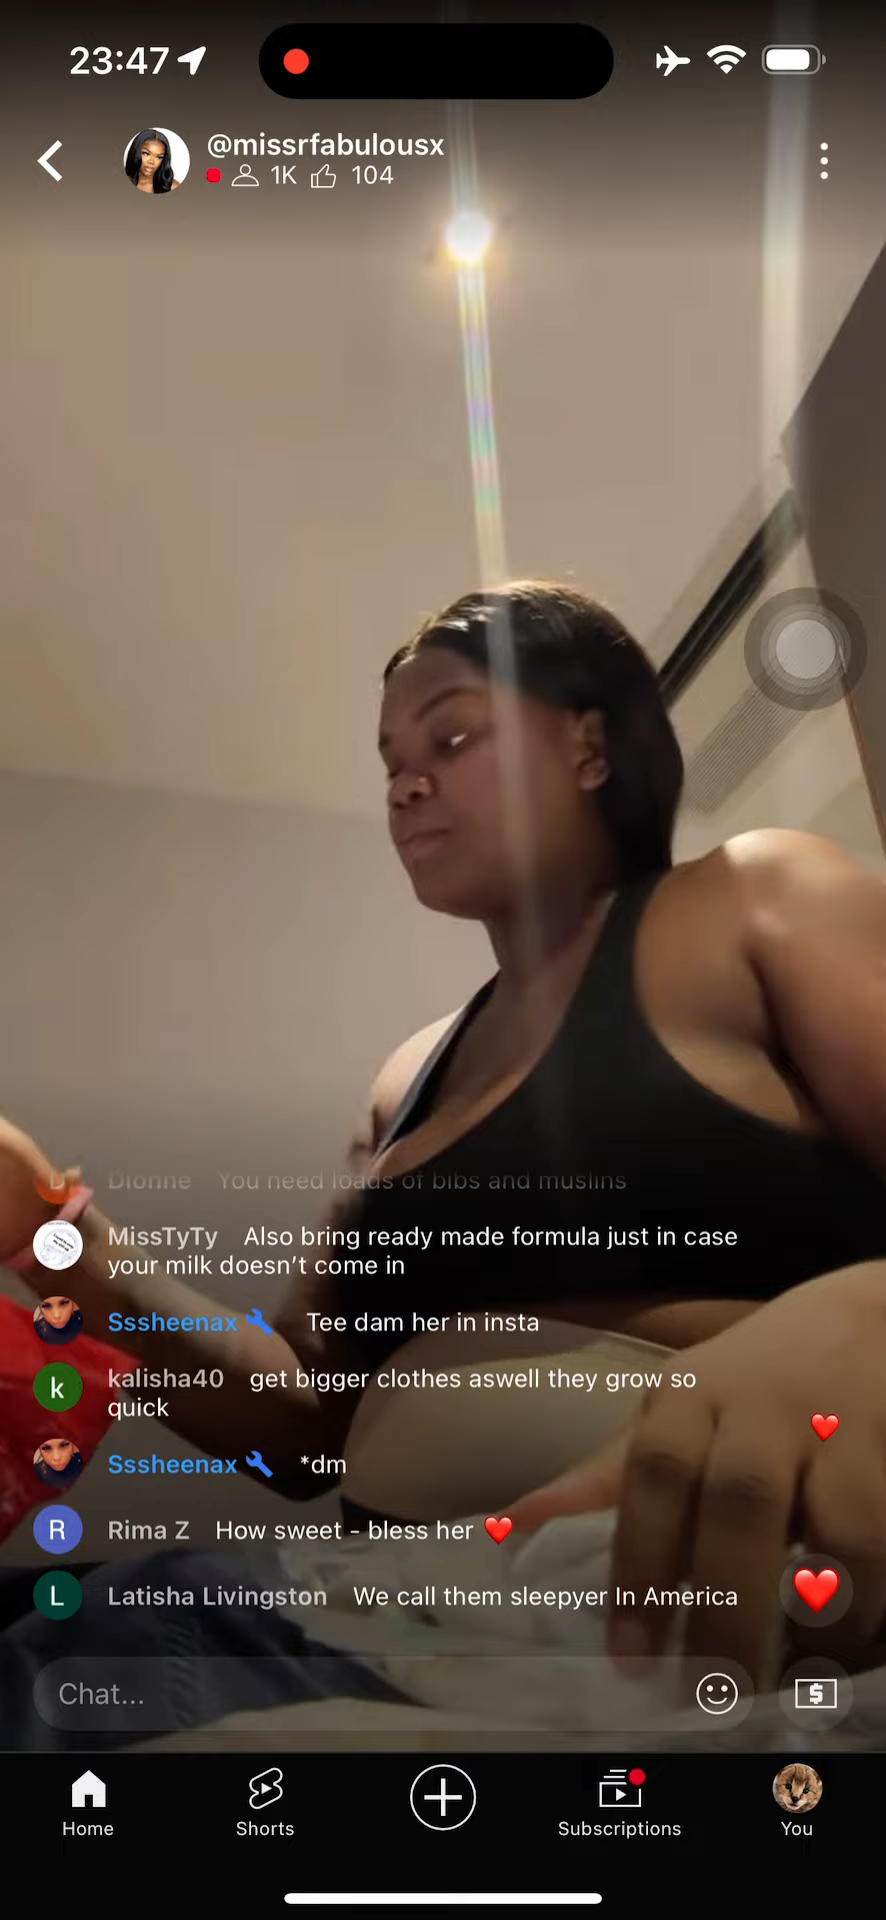 23:47
@missrfabulousx
1K 104
Dionne You need loads of bibs and muslins
MissTyTy Also bring ready made formula just in case
your milk doesn’t come in
Sssheenax Tee dam her in insta
k kalisha40 get bigger clothes aswell they grow so
quick
Sssheenax *dm
R Rima Z How sweet - bless her
L Latisha Livingston We call them sleepyer In America
Chat...
Home Shorts Subscriptions You